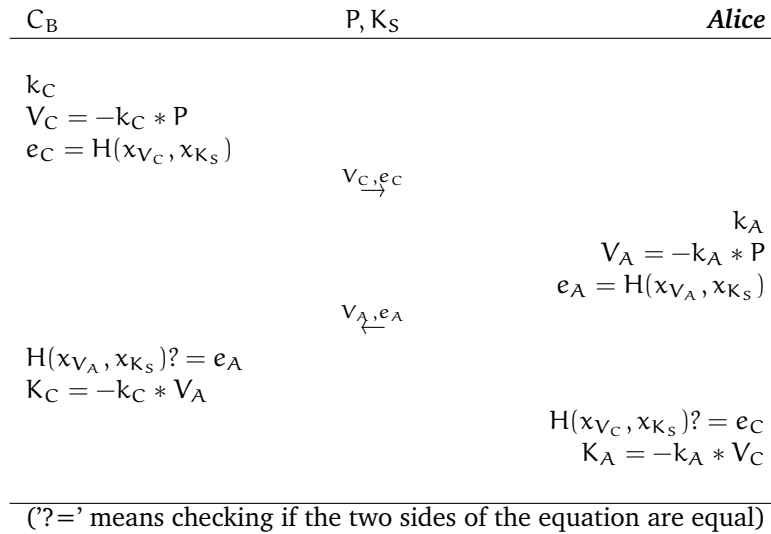 C_B P, K_S Alice
k_C
V_C = −k_C ∗ P
e_C = H(x_{V_C}, x_{K_S})
V_C,e_C
→
k_A
V_A = −k_A ∗ P
e_A = H(x_{V_A}, x_{K_S})
V_A,e_A
←
H(x_{V_A}, x_{K_S})? = e_A
K_C = −k_C ∗ V_A
H(x_{V_C}, x_{K_S})? = e_C
K_A = −k_A ∗ V_C
('?=' means checking if the two sides of the equation are equal)